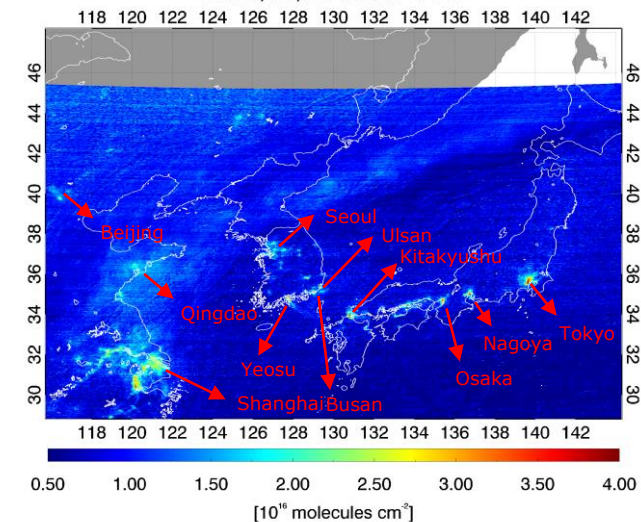 118 120 122 124 126 128 130 132 134 136 138 140 142
46 46
44 44
42 42
40 40
Beijing
Seoul
38 38
Ulsan
Kitakyushu
36 36
Qingdao
34 34
Tokyo
Nagoya
32 32
Yeosu
Osaka
30 30
Shanghai Busan
118 120 122 124 126 128 130 132 134 136 138 140 142
0.50 1.00 1.50 2.00 2.50 3.00 3.50 4.00
[10¹⁶ molecules cm⁻²]